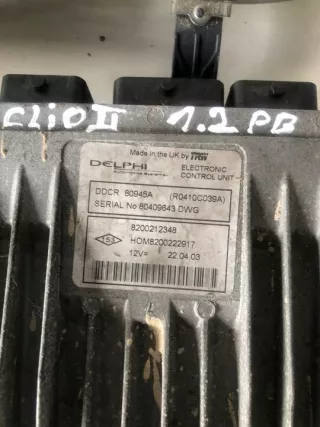 CLIO II 1.2 PB
Made in the UK by TRW
DELPHI
ELECTRONIC
CONTROL UNIT
DDCR 80945A (R0410C039A)
SERIAL No 80409643 DWG
153
8200212348
HOM8200222917
12V= 22.04.03